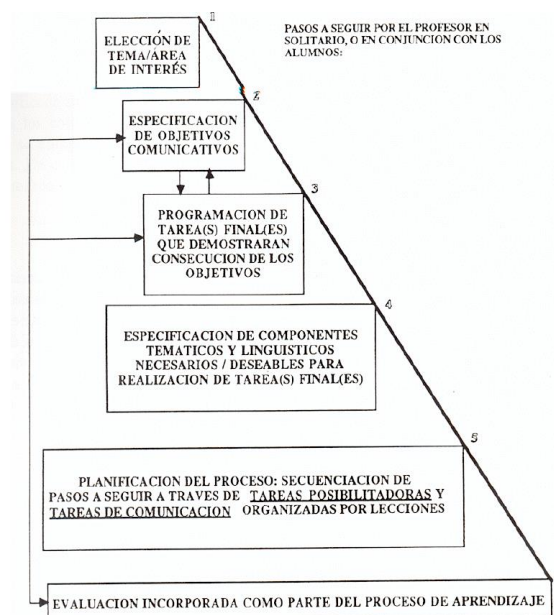 1
PASOS A SEGUIR POR EL PROFESOR EN
SOLITARIO, O EN CONJUNCION CON LOS
ALUMNOS:
ELECCIÓN DE
TEMA/ÁREA
DE INTERÉS
2
ESPECIFICACION
DE OBJETIVOS
COMUNICATIVOS
3
PROGRAMACION DE
TAREA(S) FINAL(ES)
QUE DEMOSTRARAN
CONSECUCION DE LOS
OBJETIVOS
4
ESPECIFICACION DE COMPONENTES
TEMATICOS Y LINGUISTICOS
NECESARIOS / DESEABLES PARA
REALIZACION DE TAREA(S) FINAL(ES)
5
PLANIFICACION DEL PROCESO: SECUENCIACION DE
PASOS A SEGUIR A TRAVES DE TAREAS POSIBILITADORAS Y
TAREAS DE COMUNICACION ORGANIZADAS POR LECCIONES
EVALUACION INCORPORADA COMO PARTE DEL PROCESO DE APRENDIZAJE